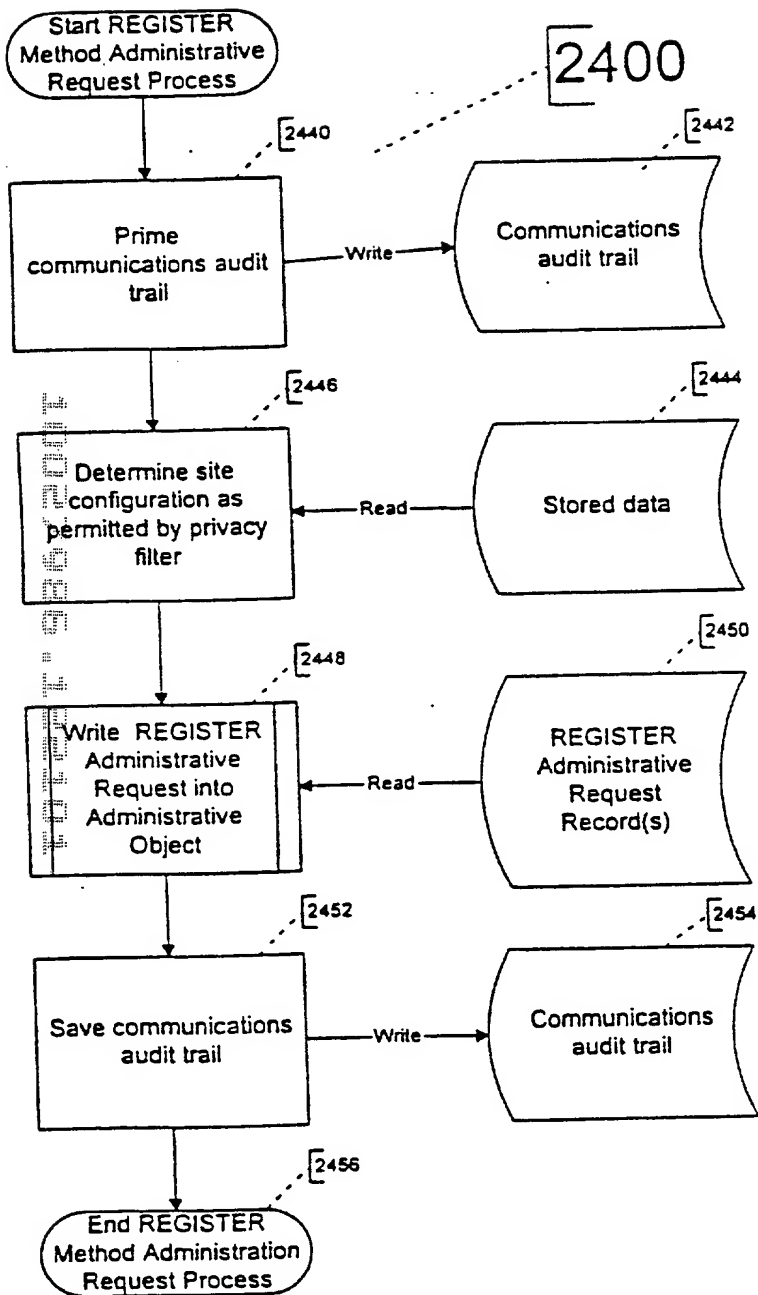 Start REGISTER
Method Administrative
Request Process
2400
2440
2442
Prime
communications audit
trail
Write
Communications
audit trail
2446
2444
Determine site
configuration as
permitted by privacy
filter
Read
Stored data
2448
2450
Write REGISTER
Administrative
Request into
Administrative
Object
Read
REGISTER
Administrative
Request
Record(s)
2452
2454
Save communications
audit trail
Write
Communications
audit trail
2456
End REGISTER
Method Administration
Request Process